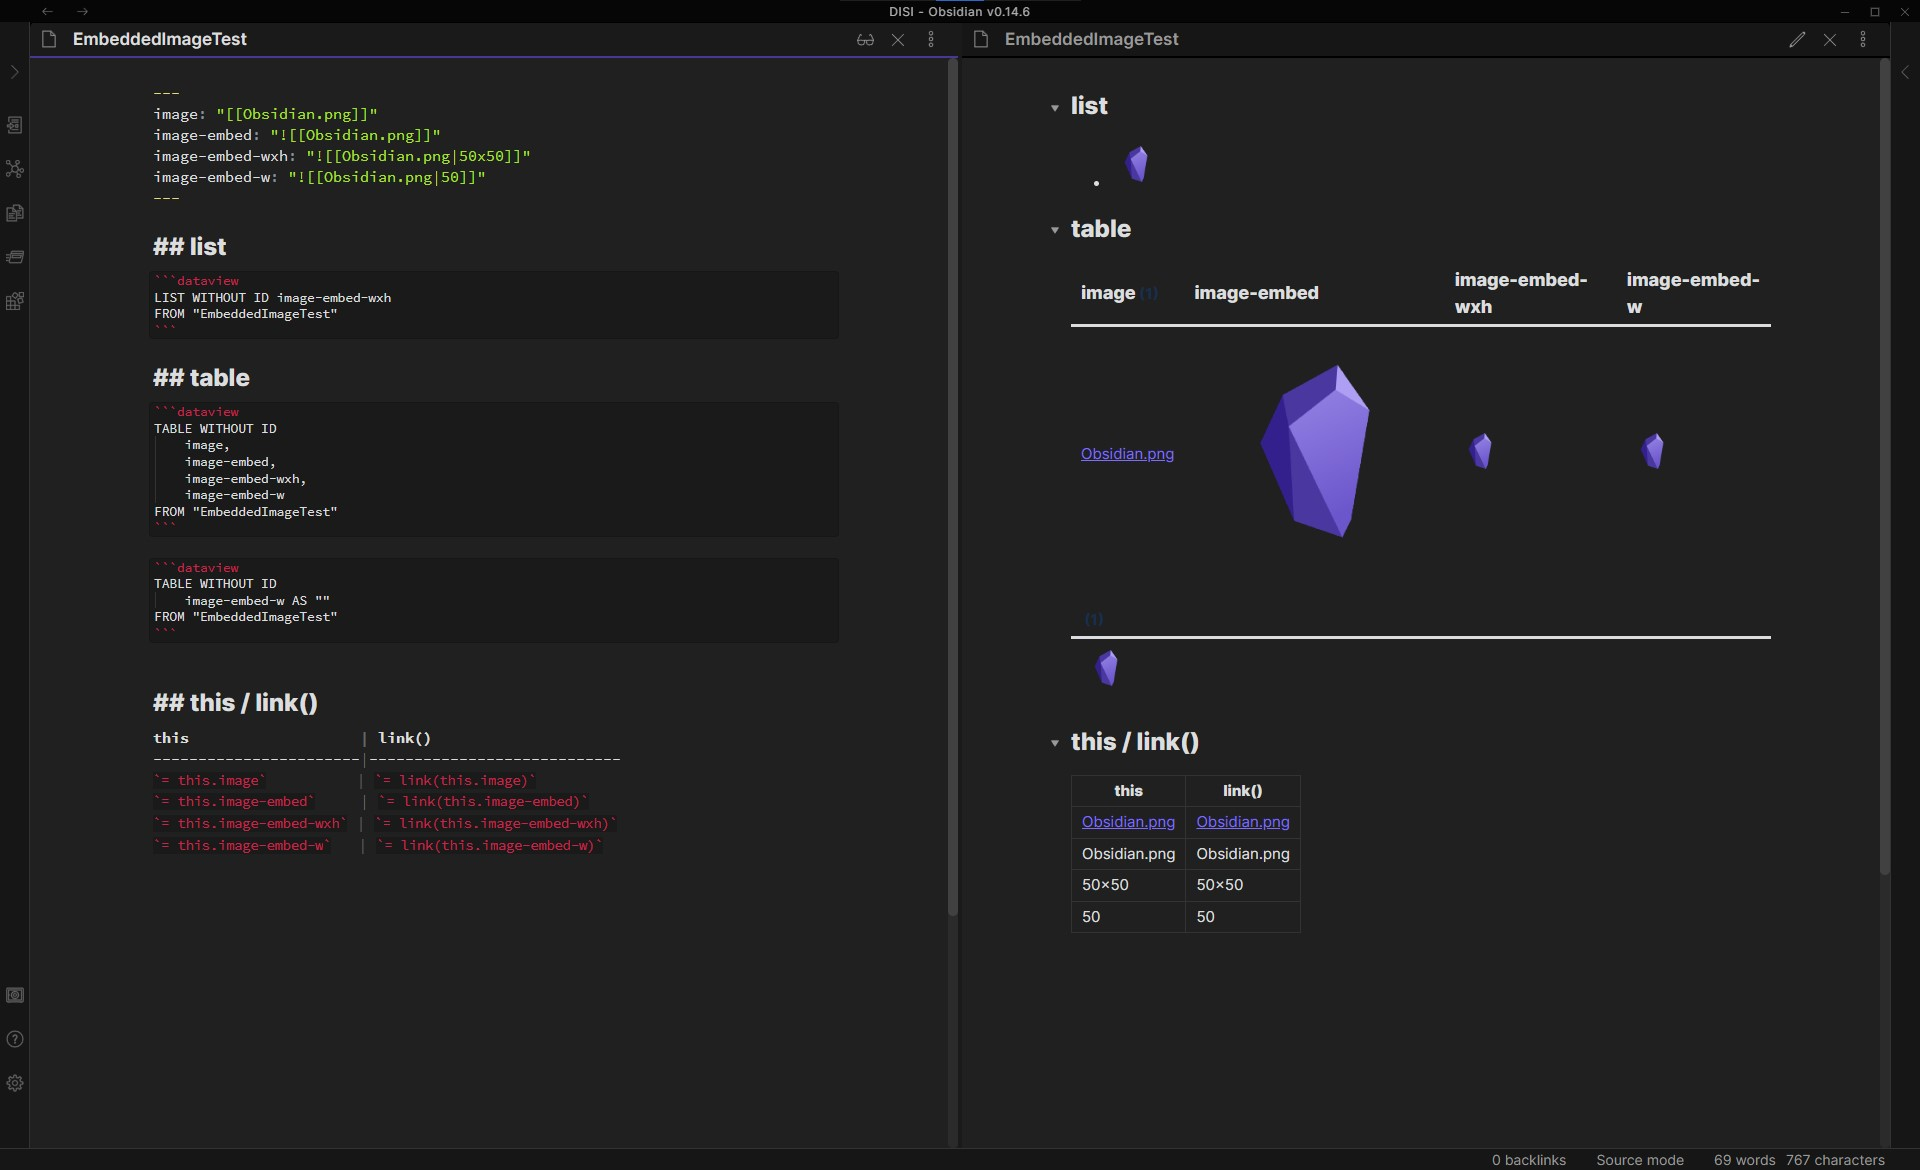 DISI - Obsidian v0.14.6
EmbeddedImageTest
---
image: "[[Obsidian.png]]"
image-embed: "![[Obsidian.png]]"
image-embed-wxh: "![[Obsidian.png|50x50]]"
image-embed-w: "![[Obsidian.png|50]]"
---
## list
```dataview
LIST WITHOUT ID image-embed-wxh
FROM "EmbeddedImageTest"
```
## table
```dataview
TABLE WITHOUT ID
    image,
    image-embed,
    image-embed-wxh,
    image-embed-w
FROM "EmbeddedImageTest"
```
```dataview
TABLE WITHOUT ID
    image-embed-w AS ""
FROM "EmbeddedImageTest"
```
## this / link()
this | link()
-----------------------|----------------------------
`= this.image` | `= link(this.image)`
`= this.image-embed` | `= link(this.image-embed)`
`= this.image-embed-wxh` | `= link(this.image-embed-wxh)`
`= this.image-embed-w` | `= link(this.image-embed-w)`
EmbeddedImageTest
list
table
image (1) image-embed image-embed-wxh image-embed-w
Obsidian.png
(1)
this / link()
this link()
Obsidian.png Obsidian.png
Obsidian.png Obsidian.png
50×50 50×50
50 50
0 backlinks Source mode 69 words 767 characters